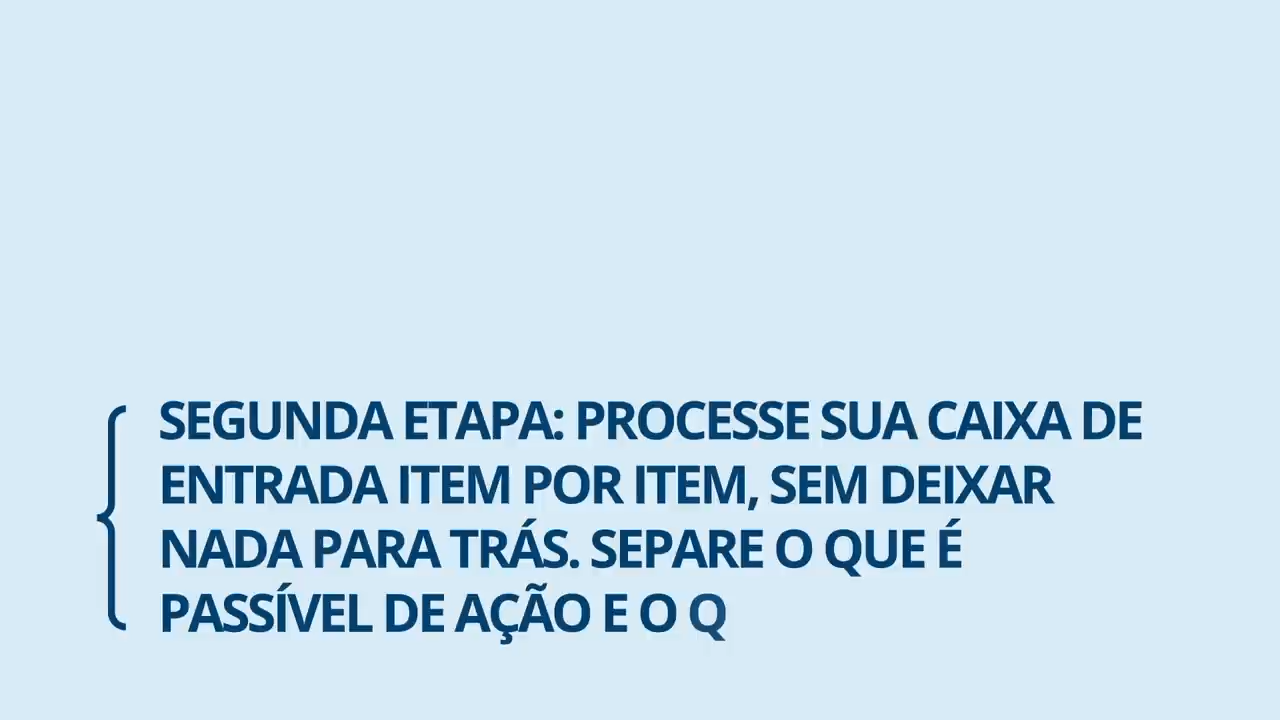 SEGUNDA ETAPA: PROCESSE SUA CAIXA DE
ENTRADA ITEM POR ITEM, SEM DEIXAR
NADA PARA TRÁS. SEPARE O QUE É
PASSÍVEL DE AÇÃO E O Q